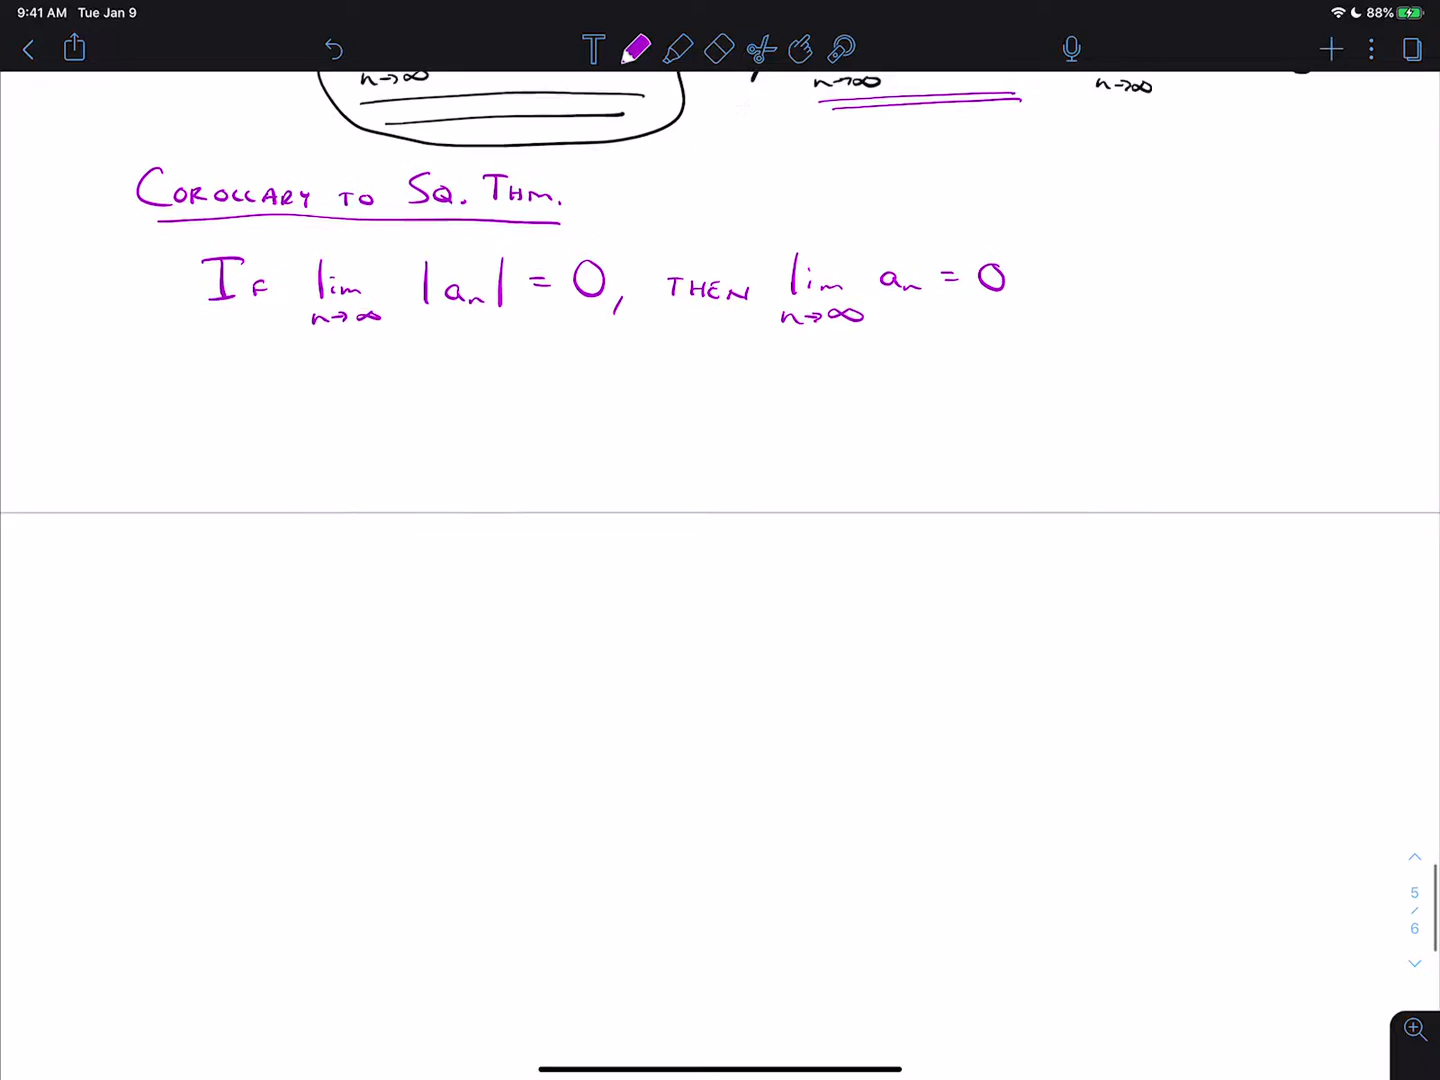 9:41 AM Tue Jan 9 88%
n→∞ n→∞ n→∞
COROLLARY TO SQ. THM.
IF lim |aₙ| = 0, THEN lim aₙ = 0
n→∞ n→∞
5
/
6